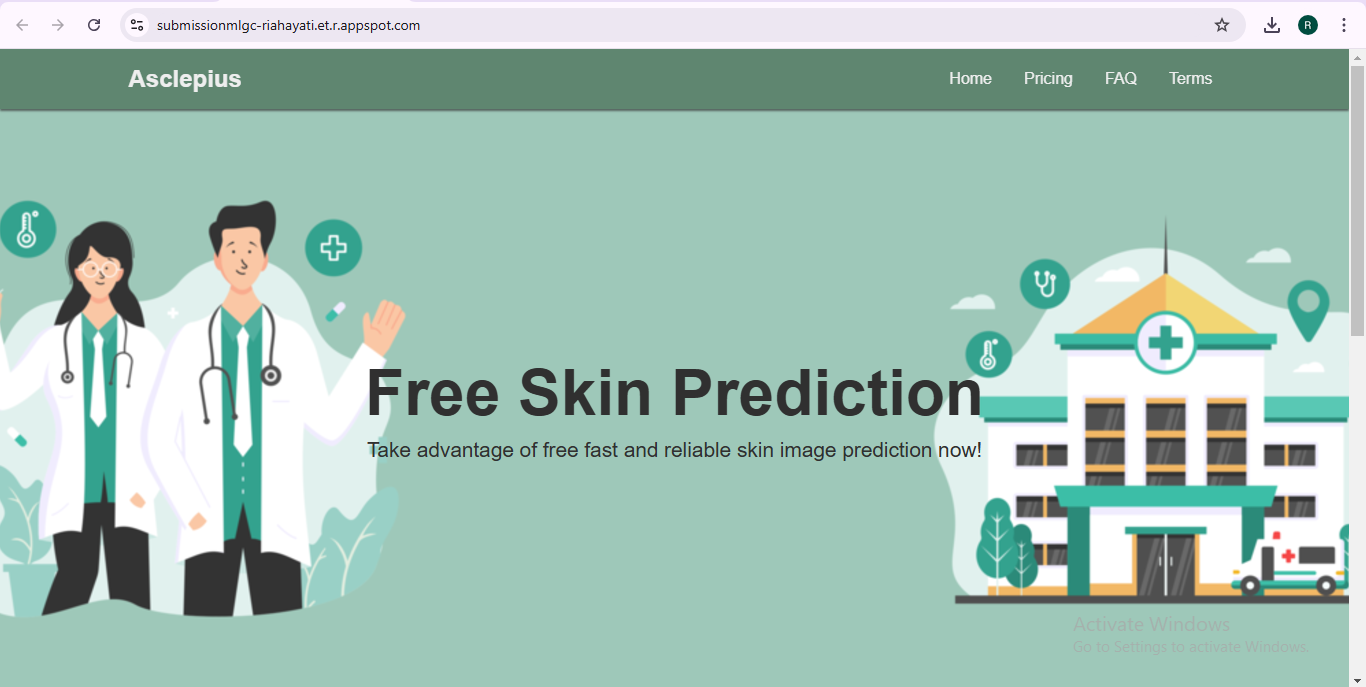 submissionmlgc-riahayati.et.r.appspot.com
R
Asclepius
Home Pricing FAQ Terms
Free Skin Prediction
Take advantage of free fast and reliable skin image prediction now!
Activate Windows
Go to Settings to activate Windows.